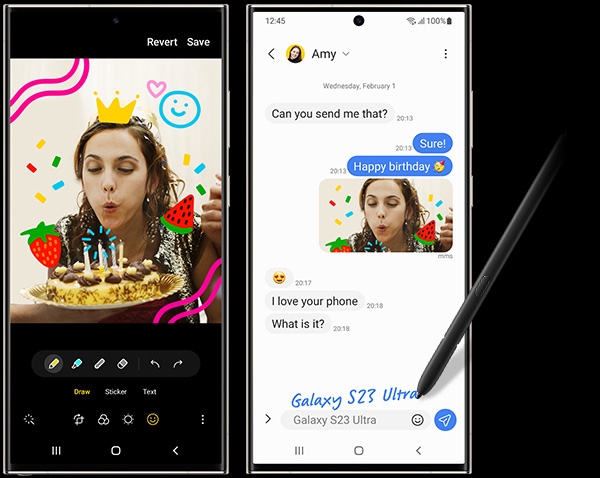 Revert Save
Draw Sticker Text
12:45 100%
Amy
Wednesday, February 1
Can you send me that? 20:13
20:13 Sure!
20:13 Happy birthday 🥳
mms
😍 20:17
I love your phone 20:18
What is it? 20:18
Galaxy S23 Ultra
Galaxy S23 Ultra